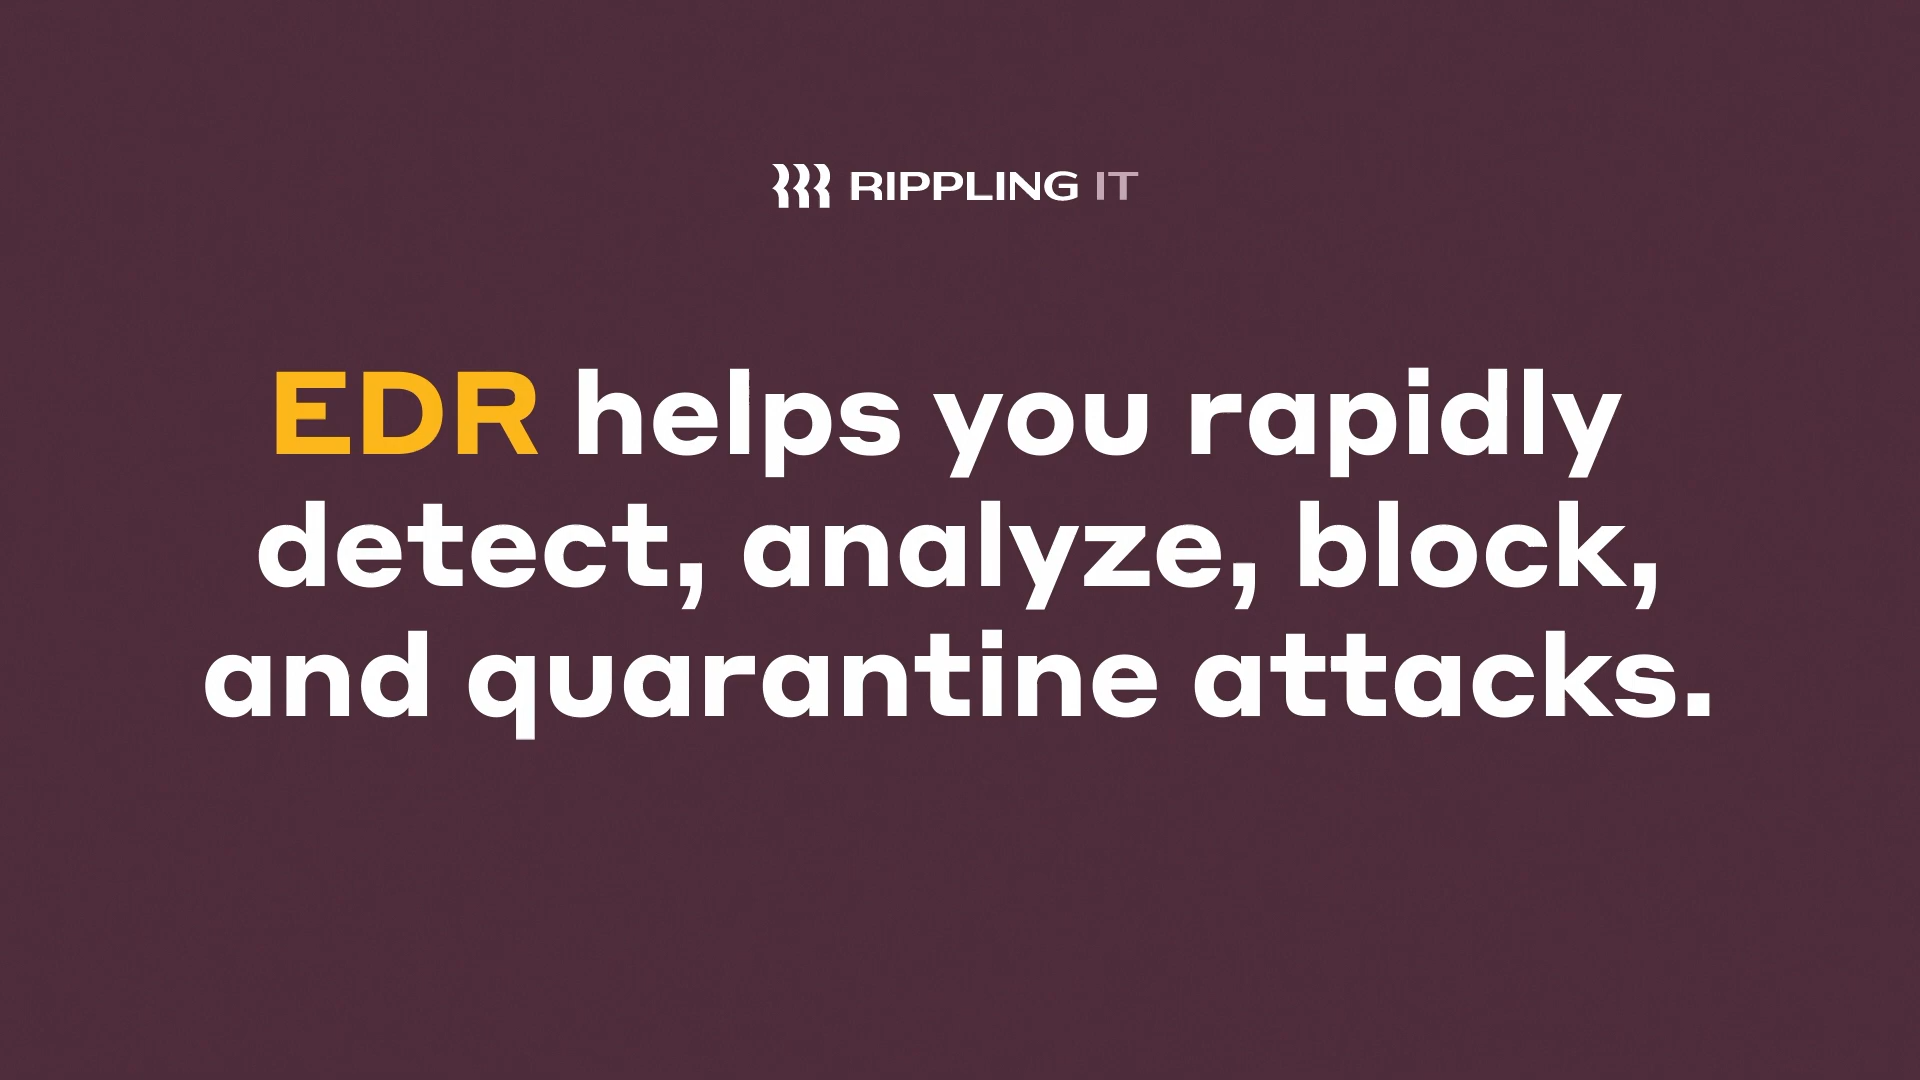 RIPPLING IT
EDR helps you rapidly
detect, analyze, block,
and quarantine attacks.